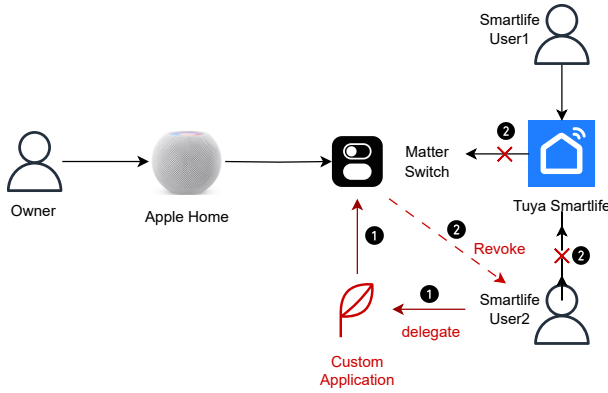 Smartlife
User1
2
Matter
Switch
Owner
Apple Home
Tuya Smartlife
1
2
Revoke
2
1
Smartlife
User2
delegate
Custom
Application